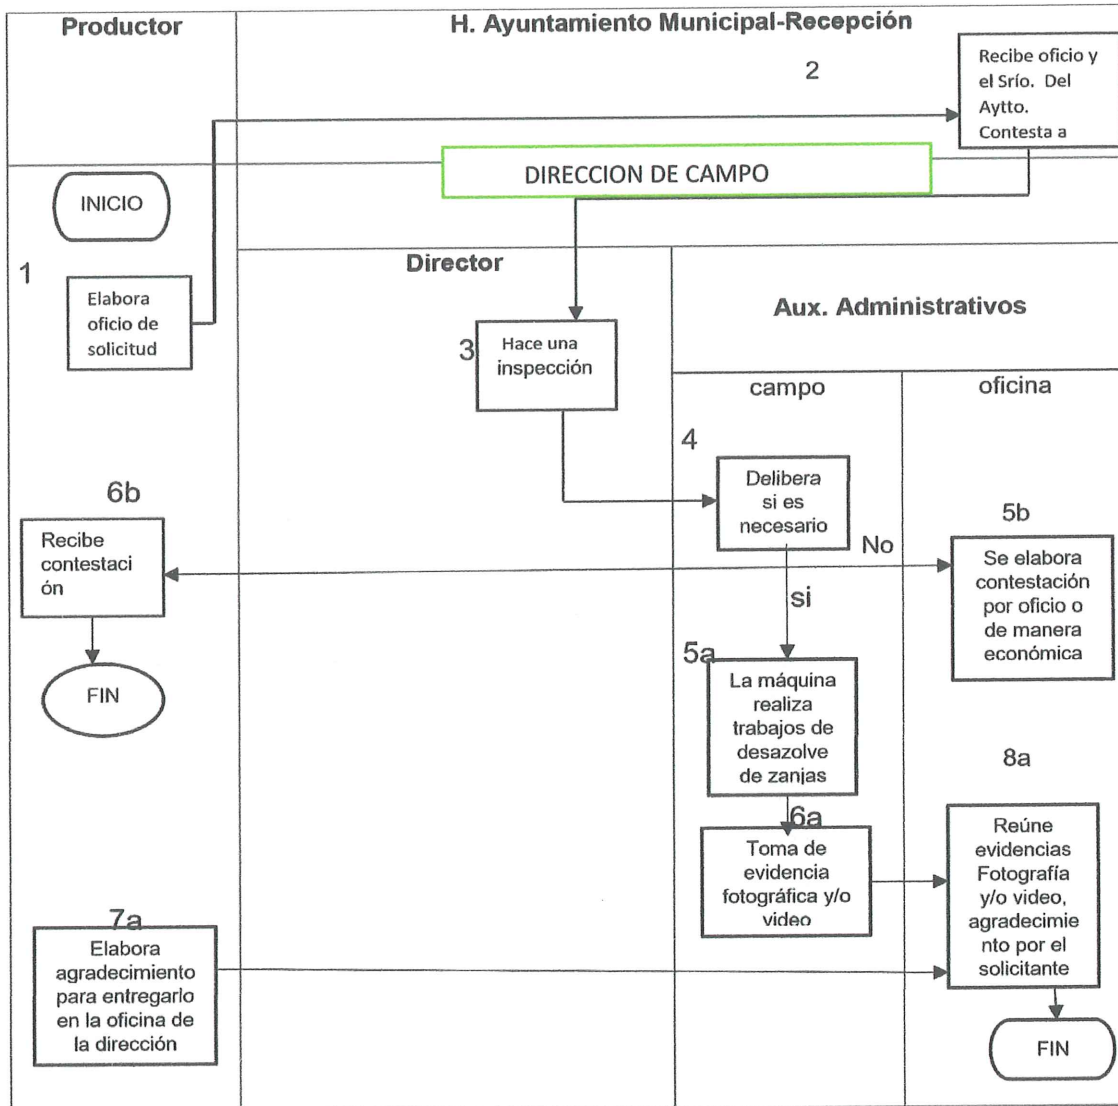 Productor
H. Ayuntamiento Municipal-Recepción
2
Recibe oficio y
el Srío. Del
Aytto.
Contesta a
DIRECCION DE CAMPO
INICIO
1
Elabora
oficio de
solicitud
Director
Aux. Administrativos
3
Hace una
inspección
campo
oficina
4
Delibera
si es
necesario
6b
Recibe
contestaci
ón
No
5b
Se elabora
contestación
por oficio o
de manera
económica
si
FIN
5a
La máquina
realiza
trabajos de
desazolve
de zanjas
8a
6a
Toma de
evidencia
fotográfica y/o
video
Reúne
evidencias
Fotografía
y/o video,
agradecimie
nto por el
solicitante
7a
Elabora
agradecimiento
para entregarlo
en la oficina de
la dirección
FIN